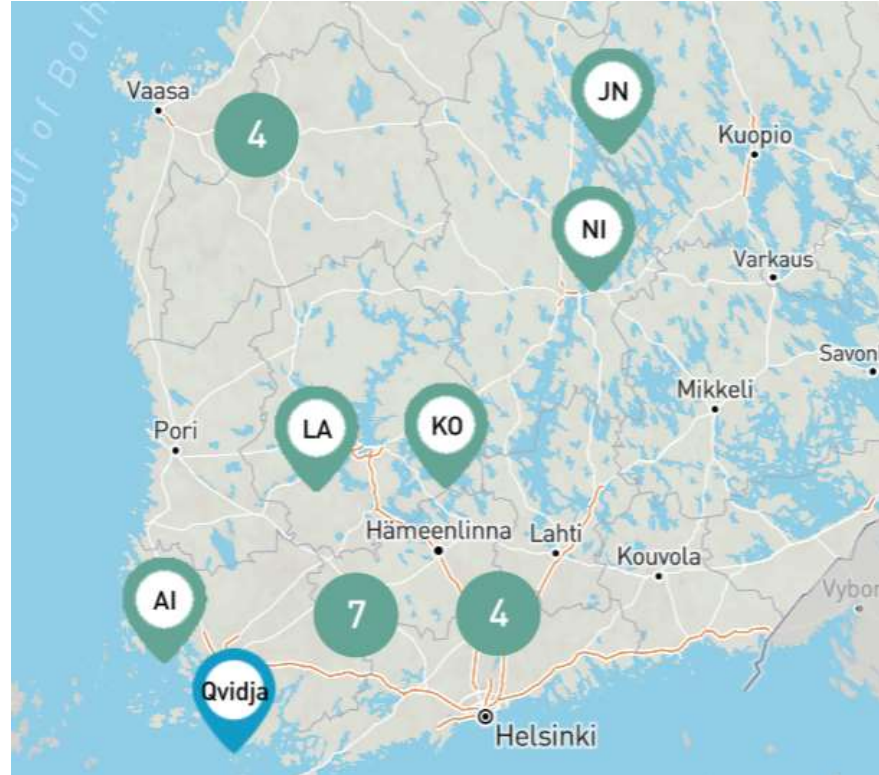 Gulf of Both
Vaasa
4
JN
Kuopio
NI
Varkaus
Savon
Mikkeli
LA
KO
Pori
Hämeenlinna
Lahti
Kouvola
Vybor
AI
7
4
Qvidja
Helsinki